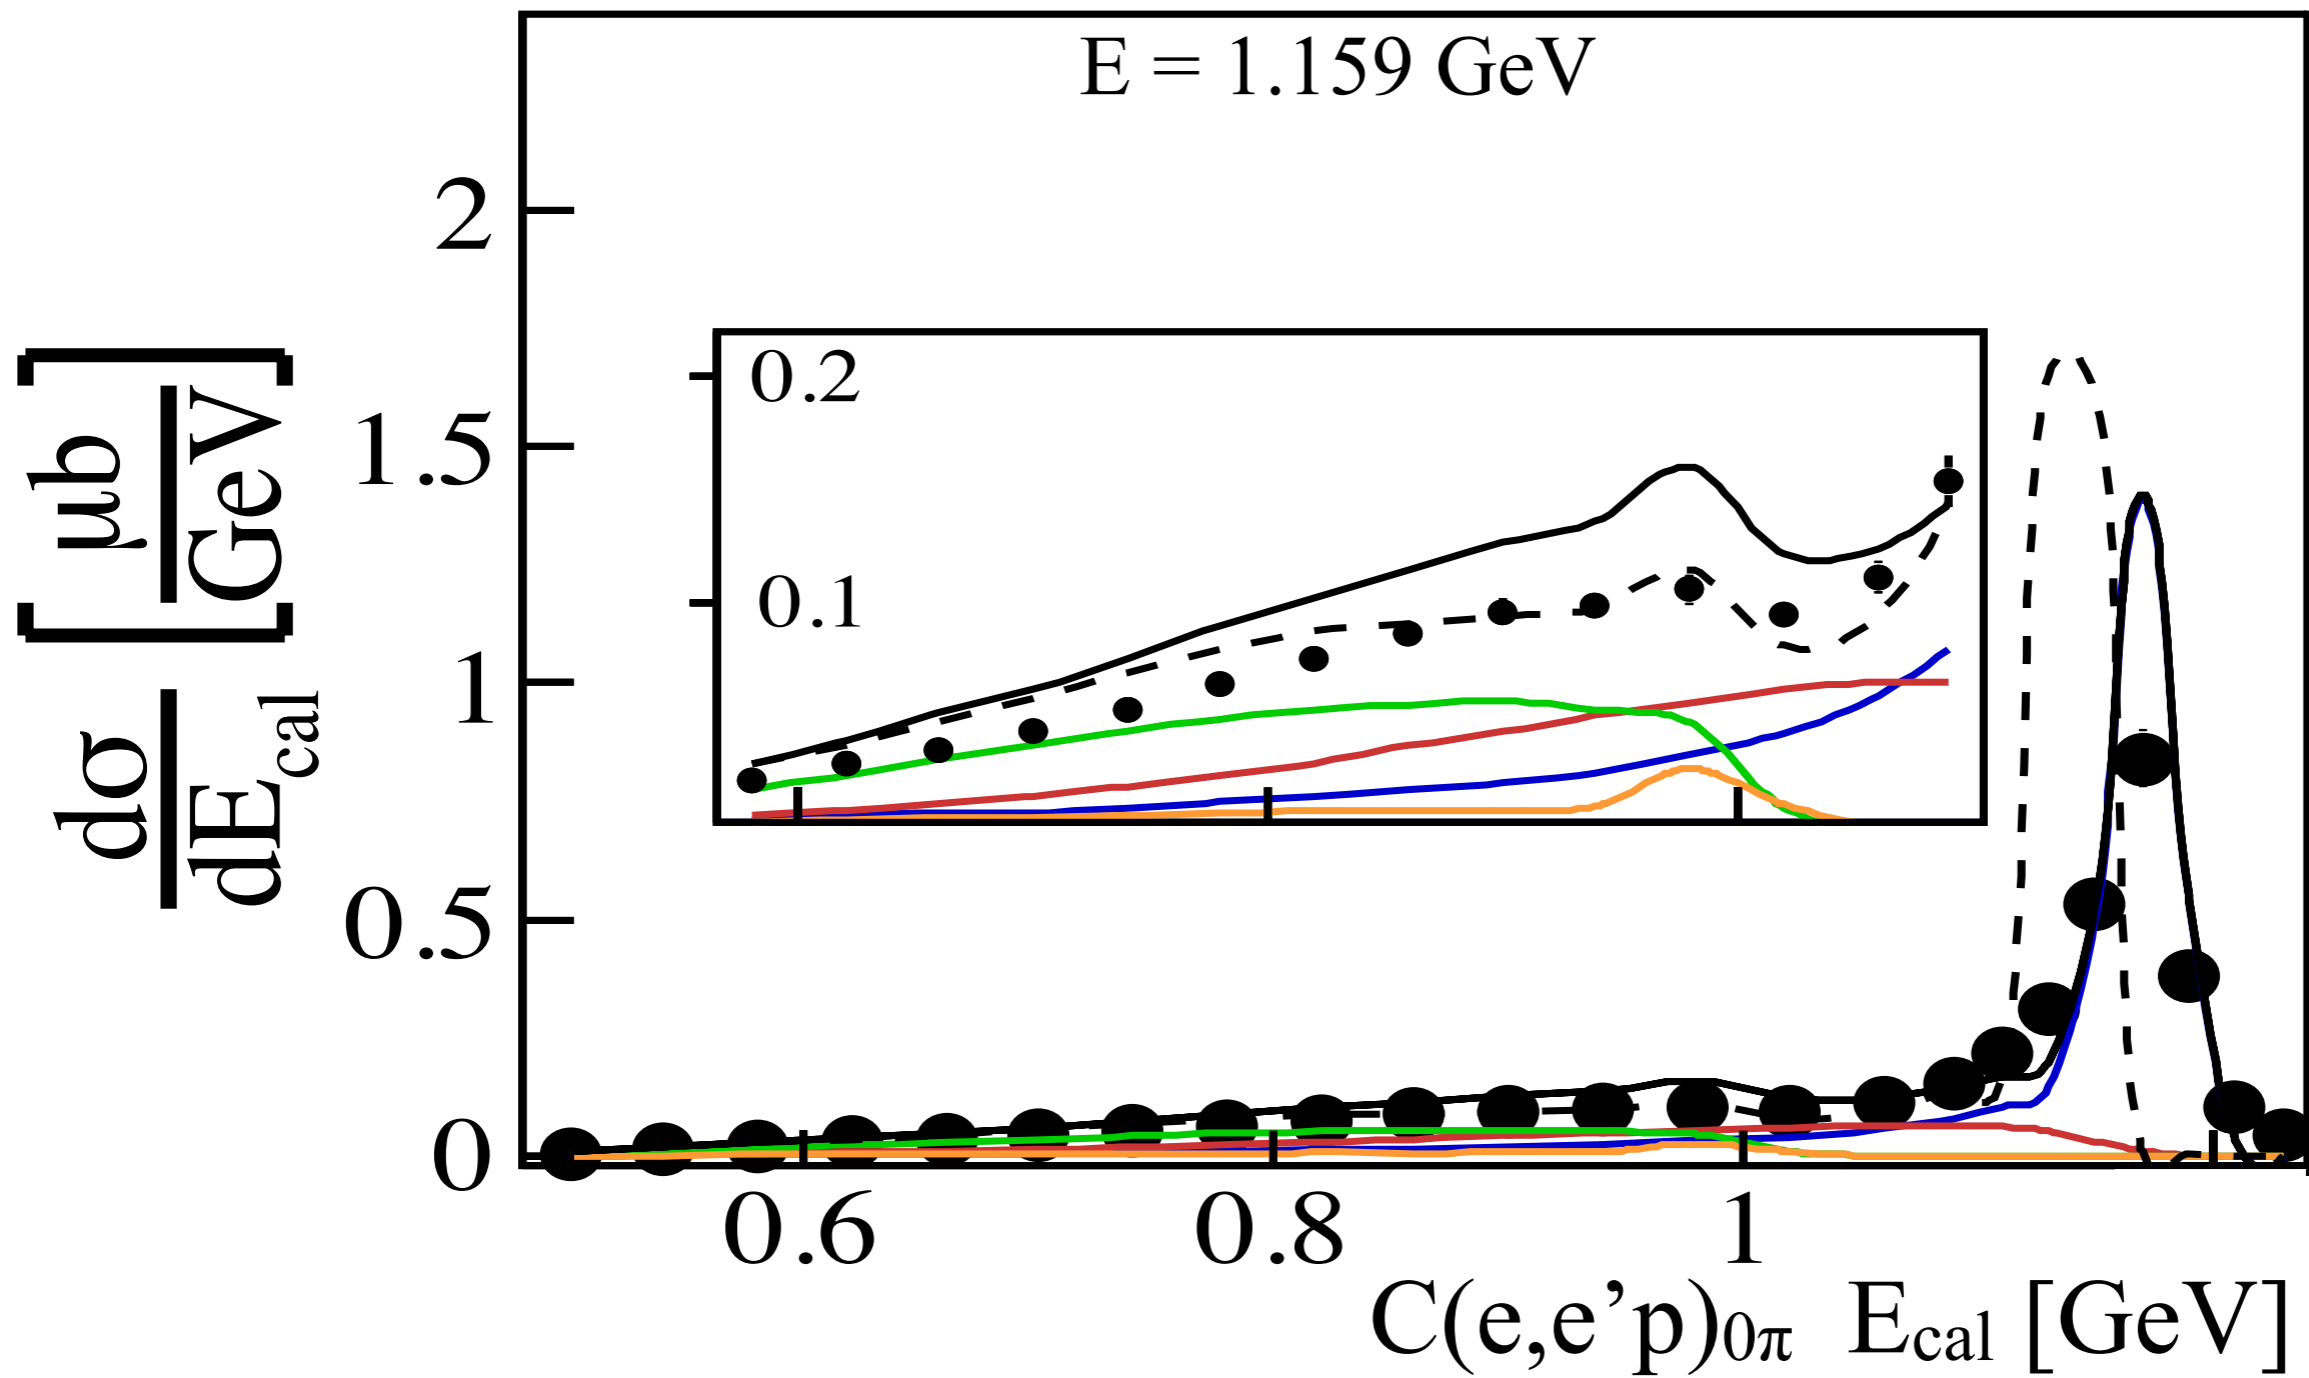 E = 1.159 GeV
dσ/dE_cal [μb/GeV]
2
1.5
1
0.5
0
0.2
0.1
0.6 0.8 1
C(e,e’p)0π E_cal [GeV]